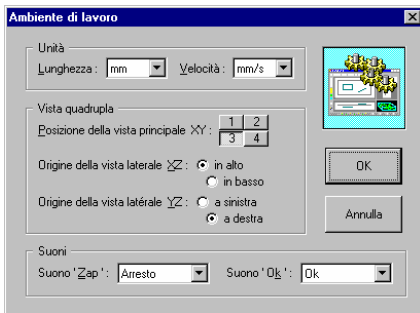 Ambiente di lavoro
Unità
Lunghezza : mm Velocità : mm/s
Vista quadrupla
Posizione della vista principale XY : 1 2
3 4
Origine della vista laterale XZ : in alto
in basso
Origine della vista latérale YZ : a sinistra
a destra
OK
Annulla
Suoni
Suono 'Zap' : Arresto Suono 'Ok' : Ok